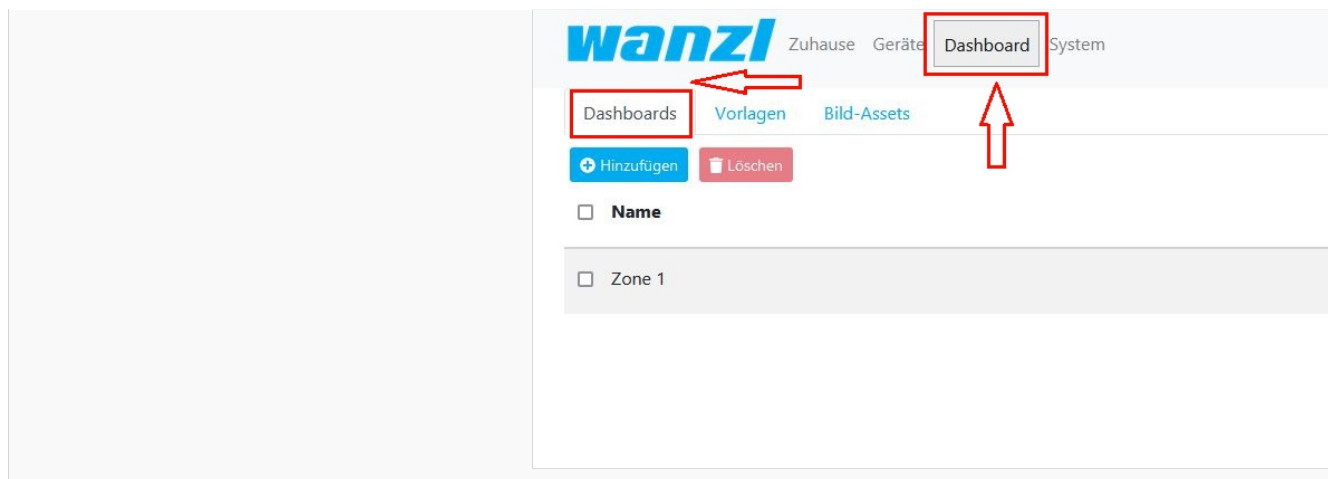 wanzl Zuhause Geräte Dashboard System
Dashboards Vorlagen Bild-Assets
Hinzufügen Löschen
Name
Zone 1